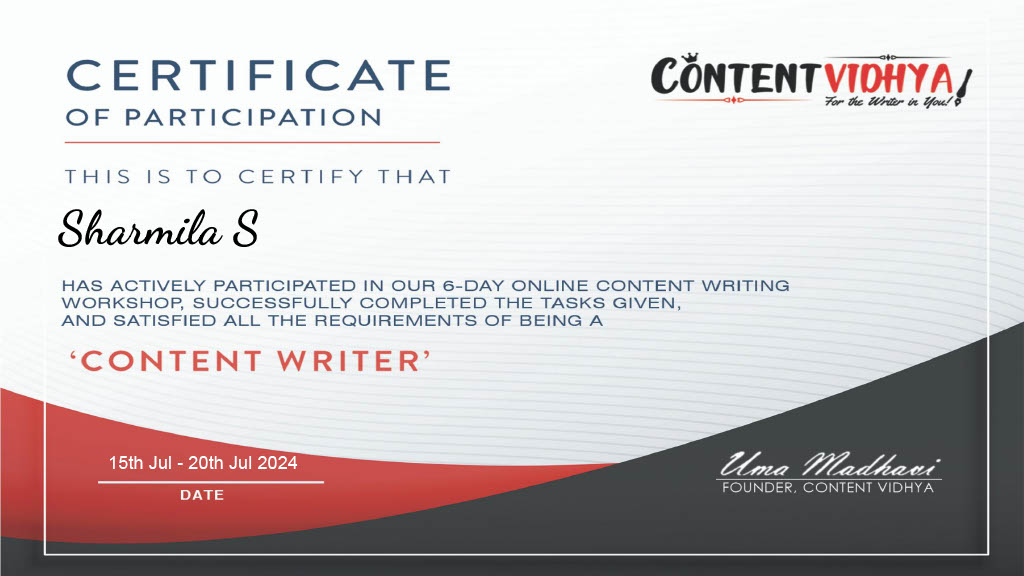 CERTIFICATE
OF PARTICIPATION
CONTENTVIDHYA
For the Writer in You!
THIS IS TO CERTIFY THAT
Sharmila S
HAS ACTIVELY PARTICIPATED IN OUR 6-DAY ONLINE CONTENT WRITING
WORKSHOP, SUCCESSFULLY COMPLETED THE TASKS GIVEN,
AND SATISFIED ALL THE REQUIREMENTS OF BEING A
‘CONTENT WRITER’
15th Jul - 20th Jul 2024
DATE
Uma Madhavi
FOUNDER, CONTENT VIDHYA